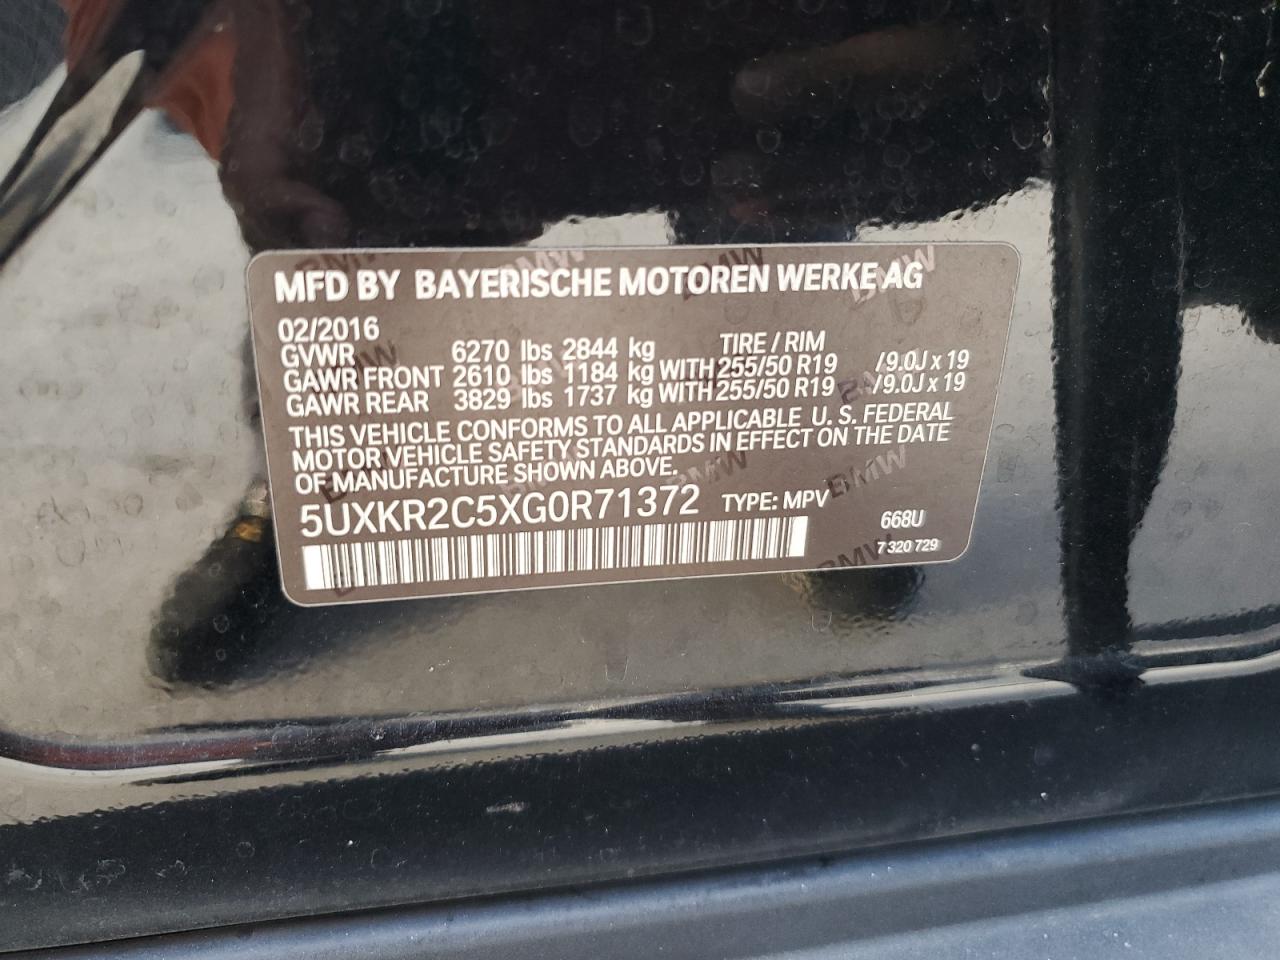 MFD BY BAYERISCHE MOTOREN WERKE AG
02/2016 TIRE / RIM
GVWR 6270 lbs 2844 kg
GAWR FRONT 2610 lbs 1184 kg WITH 255/50 R19 /9.0J x 19
GAWR REAR 3829 lbs 1737 kg WITH 255/50 R19 /9.0J x 19
THIS VEHICLE CONFORMS TO ALL APPLICABLE U. S. FEDERAL
MOTOR VEHICLE SAFETY STANDARDS IN EFFECT ON THE DATE
OF MANUFACTURE SHOWN ABOVE.
5UXKR2C5XG0R71372 TYPE: MPV
668U
7 320 729